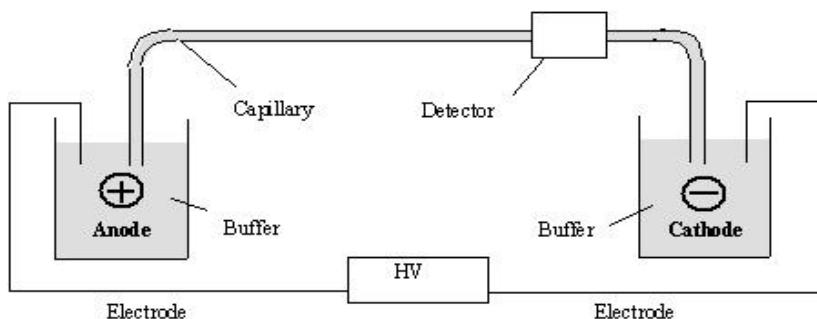 Capillary
Detector
+
Anode
Buffer
Buffer
−
Cathode
HV
Electrode
Electrode